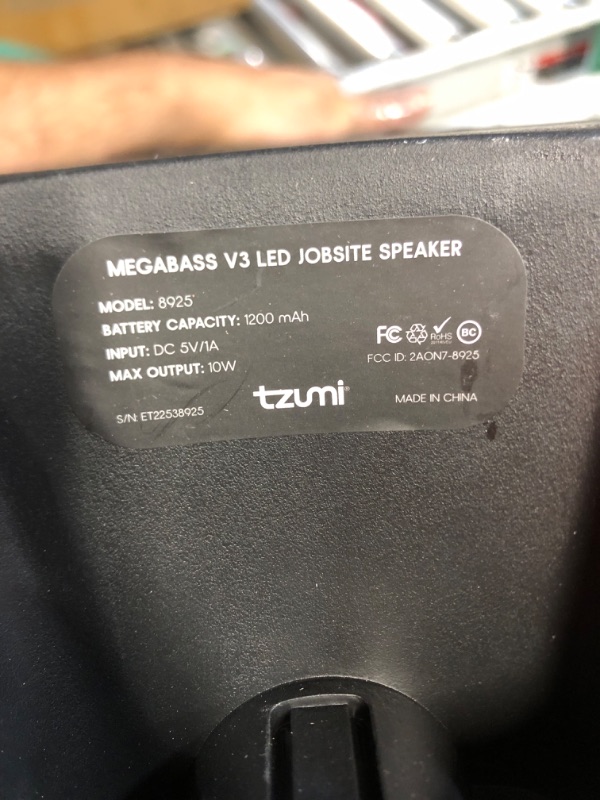 MEGABASS V3 LED JOBSITE SPEAKER
MODEL: 8925
BATTERY CAPACITY: 1200 mAh
INPUT: DC 5V/1A
MAX OUTPUT: 10W
FC RoHS BC
FCC ID: 2AON7-8925
S/N: ET22538925
tzumi
MADE IN CHINA